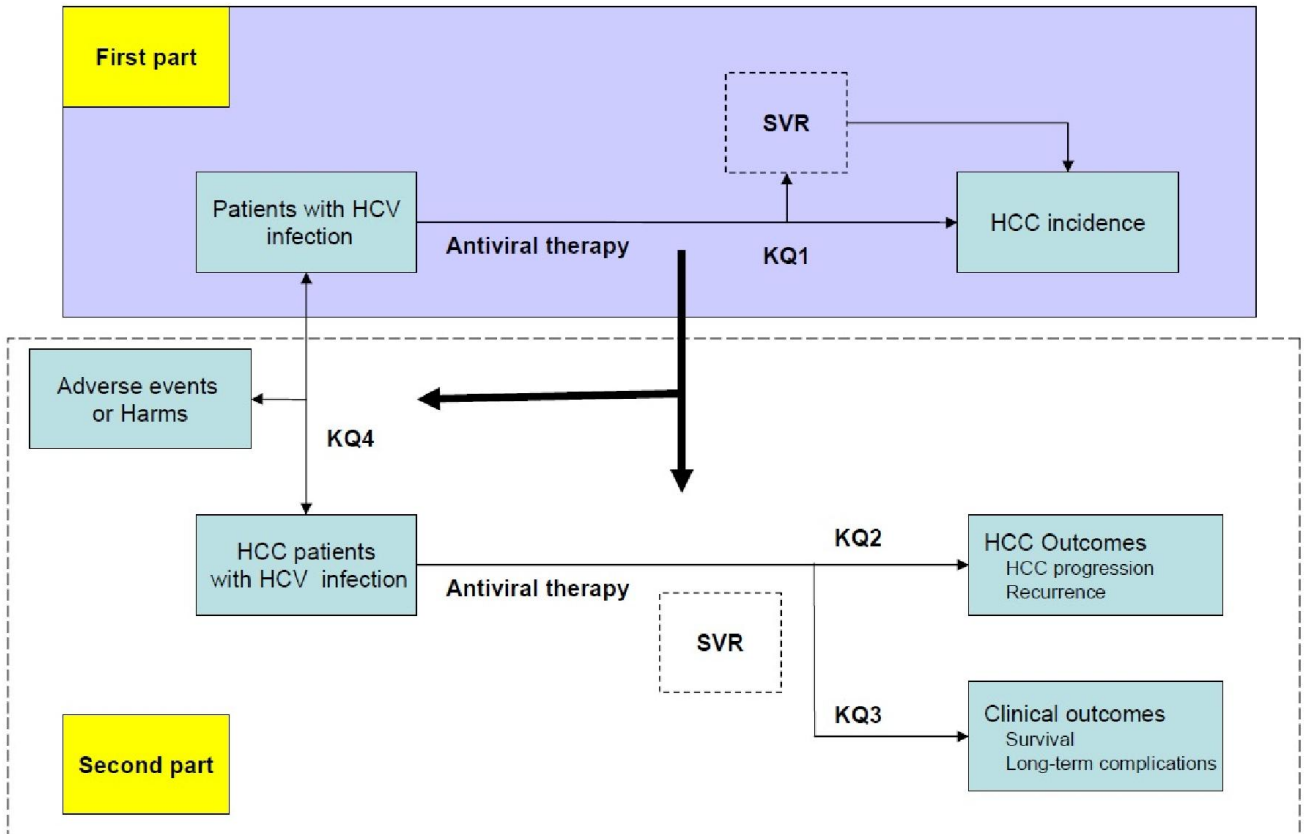 First part
SVR
Patients with HCV
infection
HCC incidence
Antiviral therapy
KQ1
Adverse events
or Harms
KQ4
HCC patients
with HCV infection
KQ2
HCC Outcomes
HCC progression
Recurrence
Antiviral therapy
SVR
KQ3
Clinical outcomes
Survival
Long-term complications
Second part